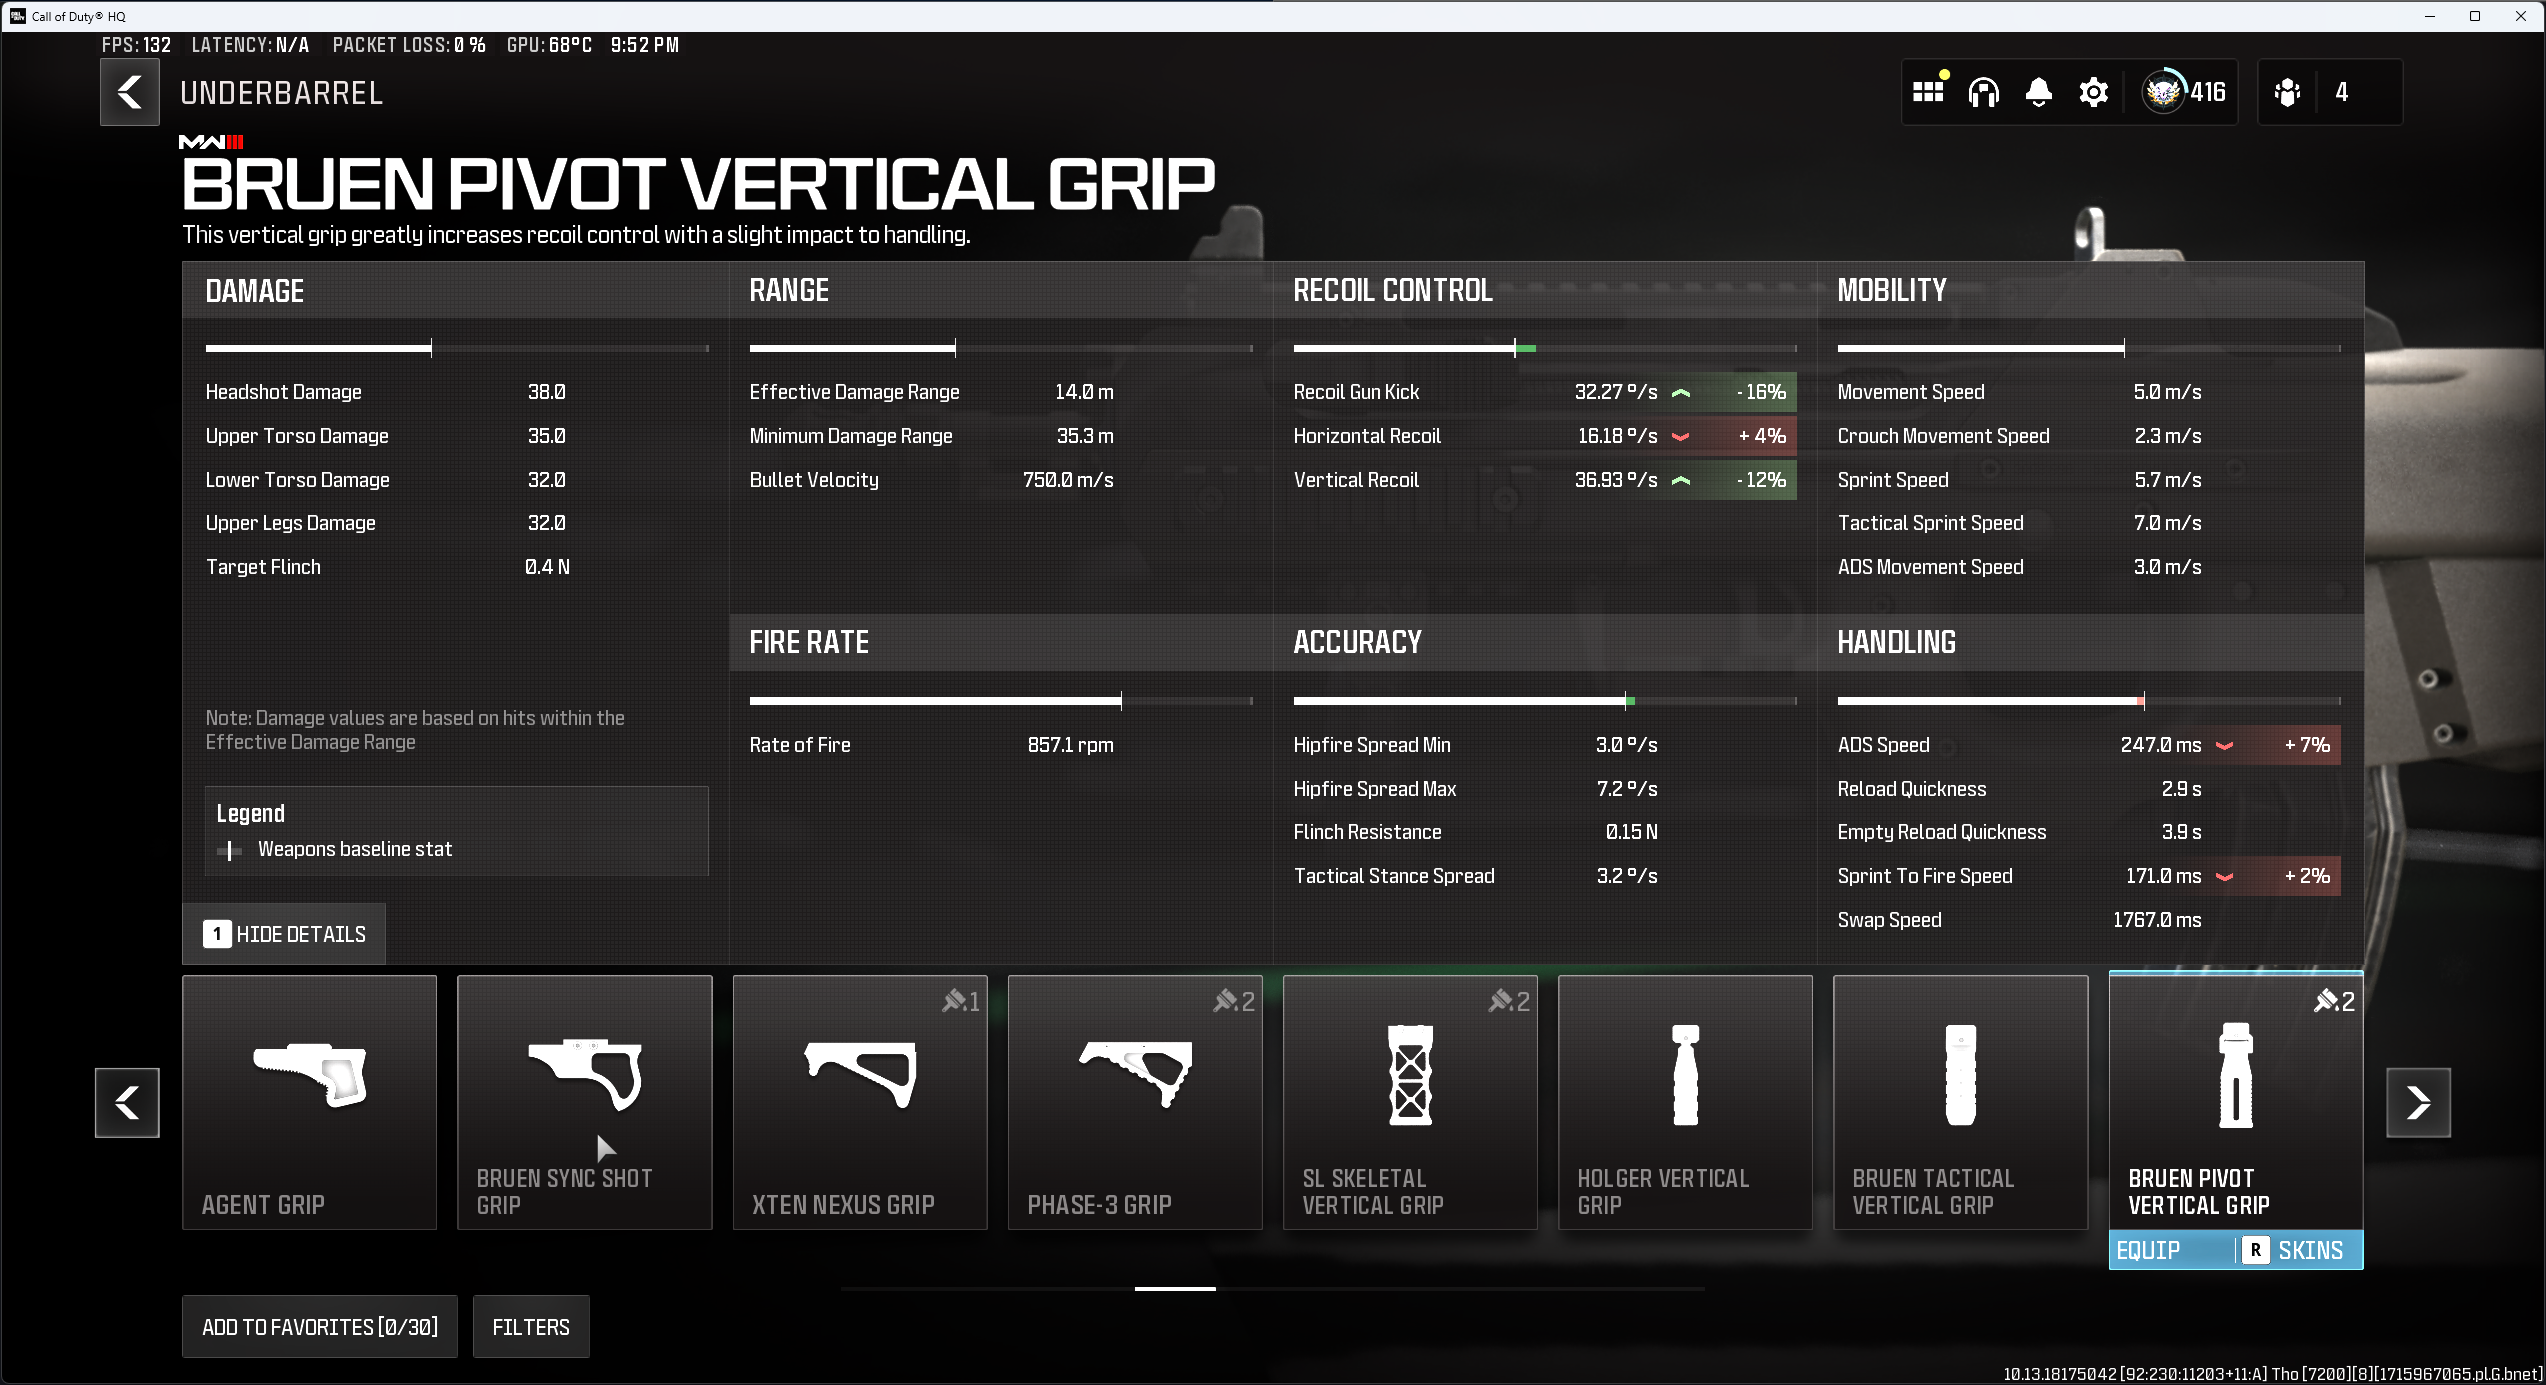 Call of Duty® HQ
FPS: 132 LATENCY: N/A PACKET LOSS: 0 % GPU: 68°C 9:52 PM
UNDERBARREL
416
4
MWIII
BRUEN PIVOT VERTICAL GRIP
This vertical grip greatly increases recoil control with a slight impact to handling.
DAMAGE
Headshot Damage 38.0
Upper Torso Damage 35.0
Lower Torso Damage 32.0
Upper Legs Damage 32.0
Target Flinch 0.4 N
Note: Damage values are based on hits within the
Effective Damage Range
Legend
Weapons baseline stat
1 HIDE DETAILS
RANGE
Effective Damage Range 14.0 m
Minimum Damage Range 35.3 m
Bullet Velocity 750.0 m/s
FIRE RATE
Rate of Fire 857.1 rpm
RECOIL CONTROL
Recoil Gun Kick 32.27 º/s - 16%
Horizontal Recoil 16.18 º/s + 4%
Vertical Recoil 36.93 º/s - 12%
ACCURACY
Hipfire Spread Min 3.0 º/s
Hipfire Spread Max 7.2 º/s
Flinch Resistance 0.15 N
Tactical Stance Spread 3.2 º/s
MOBILITY
Movement Speed 5.0 m/s
Crouch Movement Speed 2.3 m/s
Sprint Speed 5.7 m/s
Tactical Sprint Speed 7.0 m/s
ADS Movement Speed 3.0 m/s
HANDLING
ADS Speed 247.0 ms + 7%
Reload Quickness 2.9 s
Empty Reload Quickness 3.9 s
Sprint To Fire Speed 171.0 ms + 2%
Swap Speed 1767.0 ms
AGENT GRIP
BRUEN SYNC SHOT
GRIP
1
XTEN NEXUS GRIP
2
PHASE-3 GRIP
2
SL SKELETAL
VERTICAL GRIP
HOLGER VERTICAL
GRIP
BRUEN TACTICAL
VERTICAL GRIP
2
BRUEN PIVOT
VERTICAL GRIP
EQUIP R SKINS
ADD TO FAVORITES [0/30] FILTERS
10.13.18175042 [92:230:11203+11:A] Tho [7200][8][1715967065.pl.G.bnet]